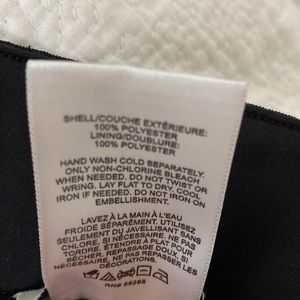 SHELL/COUCHE EXTÉRIEURE:
100% POLYESTER
LINING/DOUBLURE:
100% POLYESTER
HAND WASH COLD SEPARATELY.
ONLY NON-CHLORINE BLEACH
WHEN NEEDED. DO NOT TWIST OR
WRING. LAY FLAT TO DRY. COOL
IRON IF NEEDED. DO NOT IRON
EMBELLISHMENT.
LAVEZ À LA MAIN À L'EAU
FROIDE SÉPARÉMENT. UTILISEZ
SEULEMENT DU JAVELLISANT SANS
CHLORE, SI NÉCESSAIRE. NE PAS
TORDRE. ÉTENDRE À PLAT POUR
SÉCHER. REPASSAGE DOUX, SI
NÉCESSAIRE. NE PAS REPASSER
LES DÉCORATIONS.